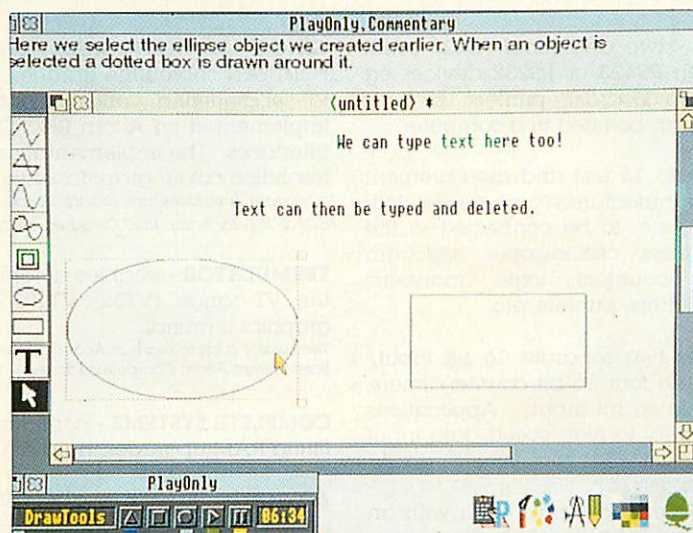 PlayOnly.Commentary
Here we select the ellipse object we created earlier. When an object is
selected a dotted box is drawn around it.
<untitled> *
We can type text here too!
Text can then be typed and deleted.
T
PlayOnly
DrawTools 06:34